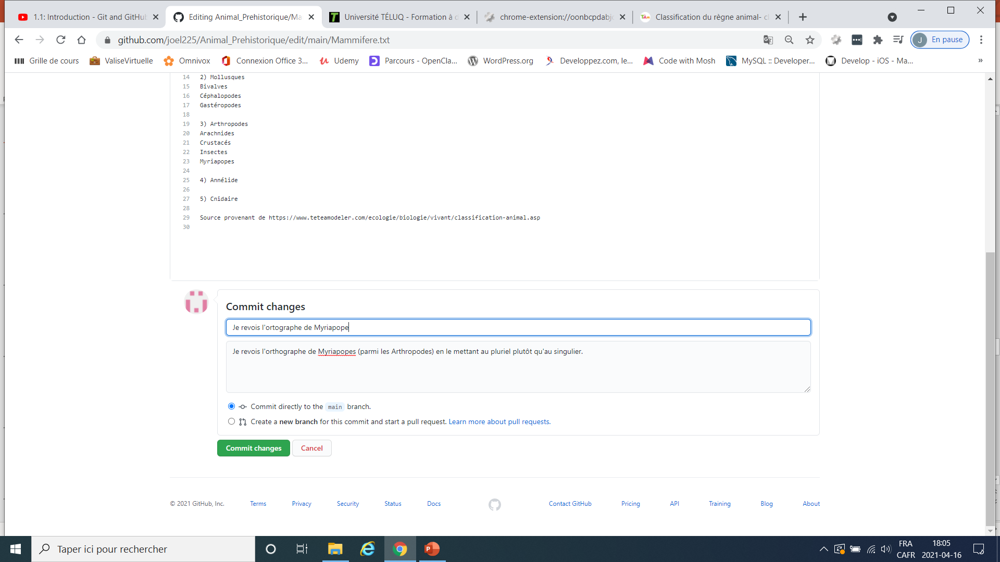 1.1: Introduction - Git and GitHub
Editing Animal_Prehistorique/Ma
Université TÉLUQ - Formation à d
chrome-extension://oonbcpdabjc
Classification du règne animal- cl
github.com/joel225/Animal_Prehistorique/edit/main/Mammifere.txt
J En pause
Grille de cours
ValiseVirtuelle
Omnivox
Connexion Office 3...
Udemy
Parcours - OpenCla...
WordPress.org
Developpez.com, le...
Code with Mosh
MySQL :: Developer...
Develop - iOS - Ma...
»
14 2) Mollusques
15 Bivalves
16 Céphalopodes
17 Gastéropodes
18
19 3) Arthropodes
20 Arachnides
21 Crustacés
22 Insectes
23 Myriapopes
24
25 4) Annélide
26
27 5) Cnidaire
28
29 Source provenant de https://www.teteamodeler.com/ecologie/biologie/vivant/classification-animal.asp
30
Commit changes
Je revois l'ortographe de Myriapope
Je revois l'orthographe de Myriapopes (parmi les Arthropodes) en le mettant au pluriel plutôt qu'au singulier.
Commit directly to the main branch.
Create a new branch for this commit and start a pull request. Learn more about pull requests.
Commit changes
Cancel
© 2021 GitHub, Inc.
Terms
Privacy
Security
Status
Docs
Contact GitHub
Pricing
API
Training
Blog
About
Taper ici pour rechercher
FRA
CAFR
18:05
2021-04-16